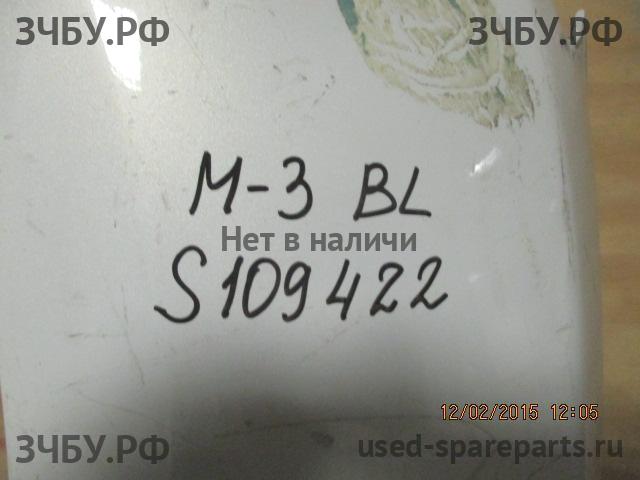 ЗЧБУ.РФ ЗЧБУ.РФ
M-3 BL
Нет в наличи
S109422
12/02/2015 12:05
ЗЧБУ.РФ used-spareparts.ru